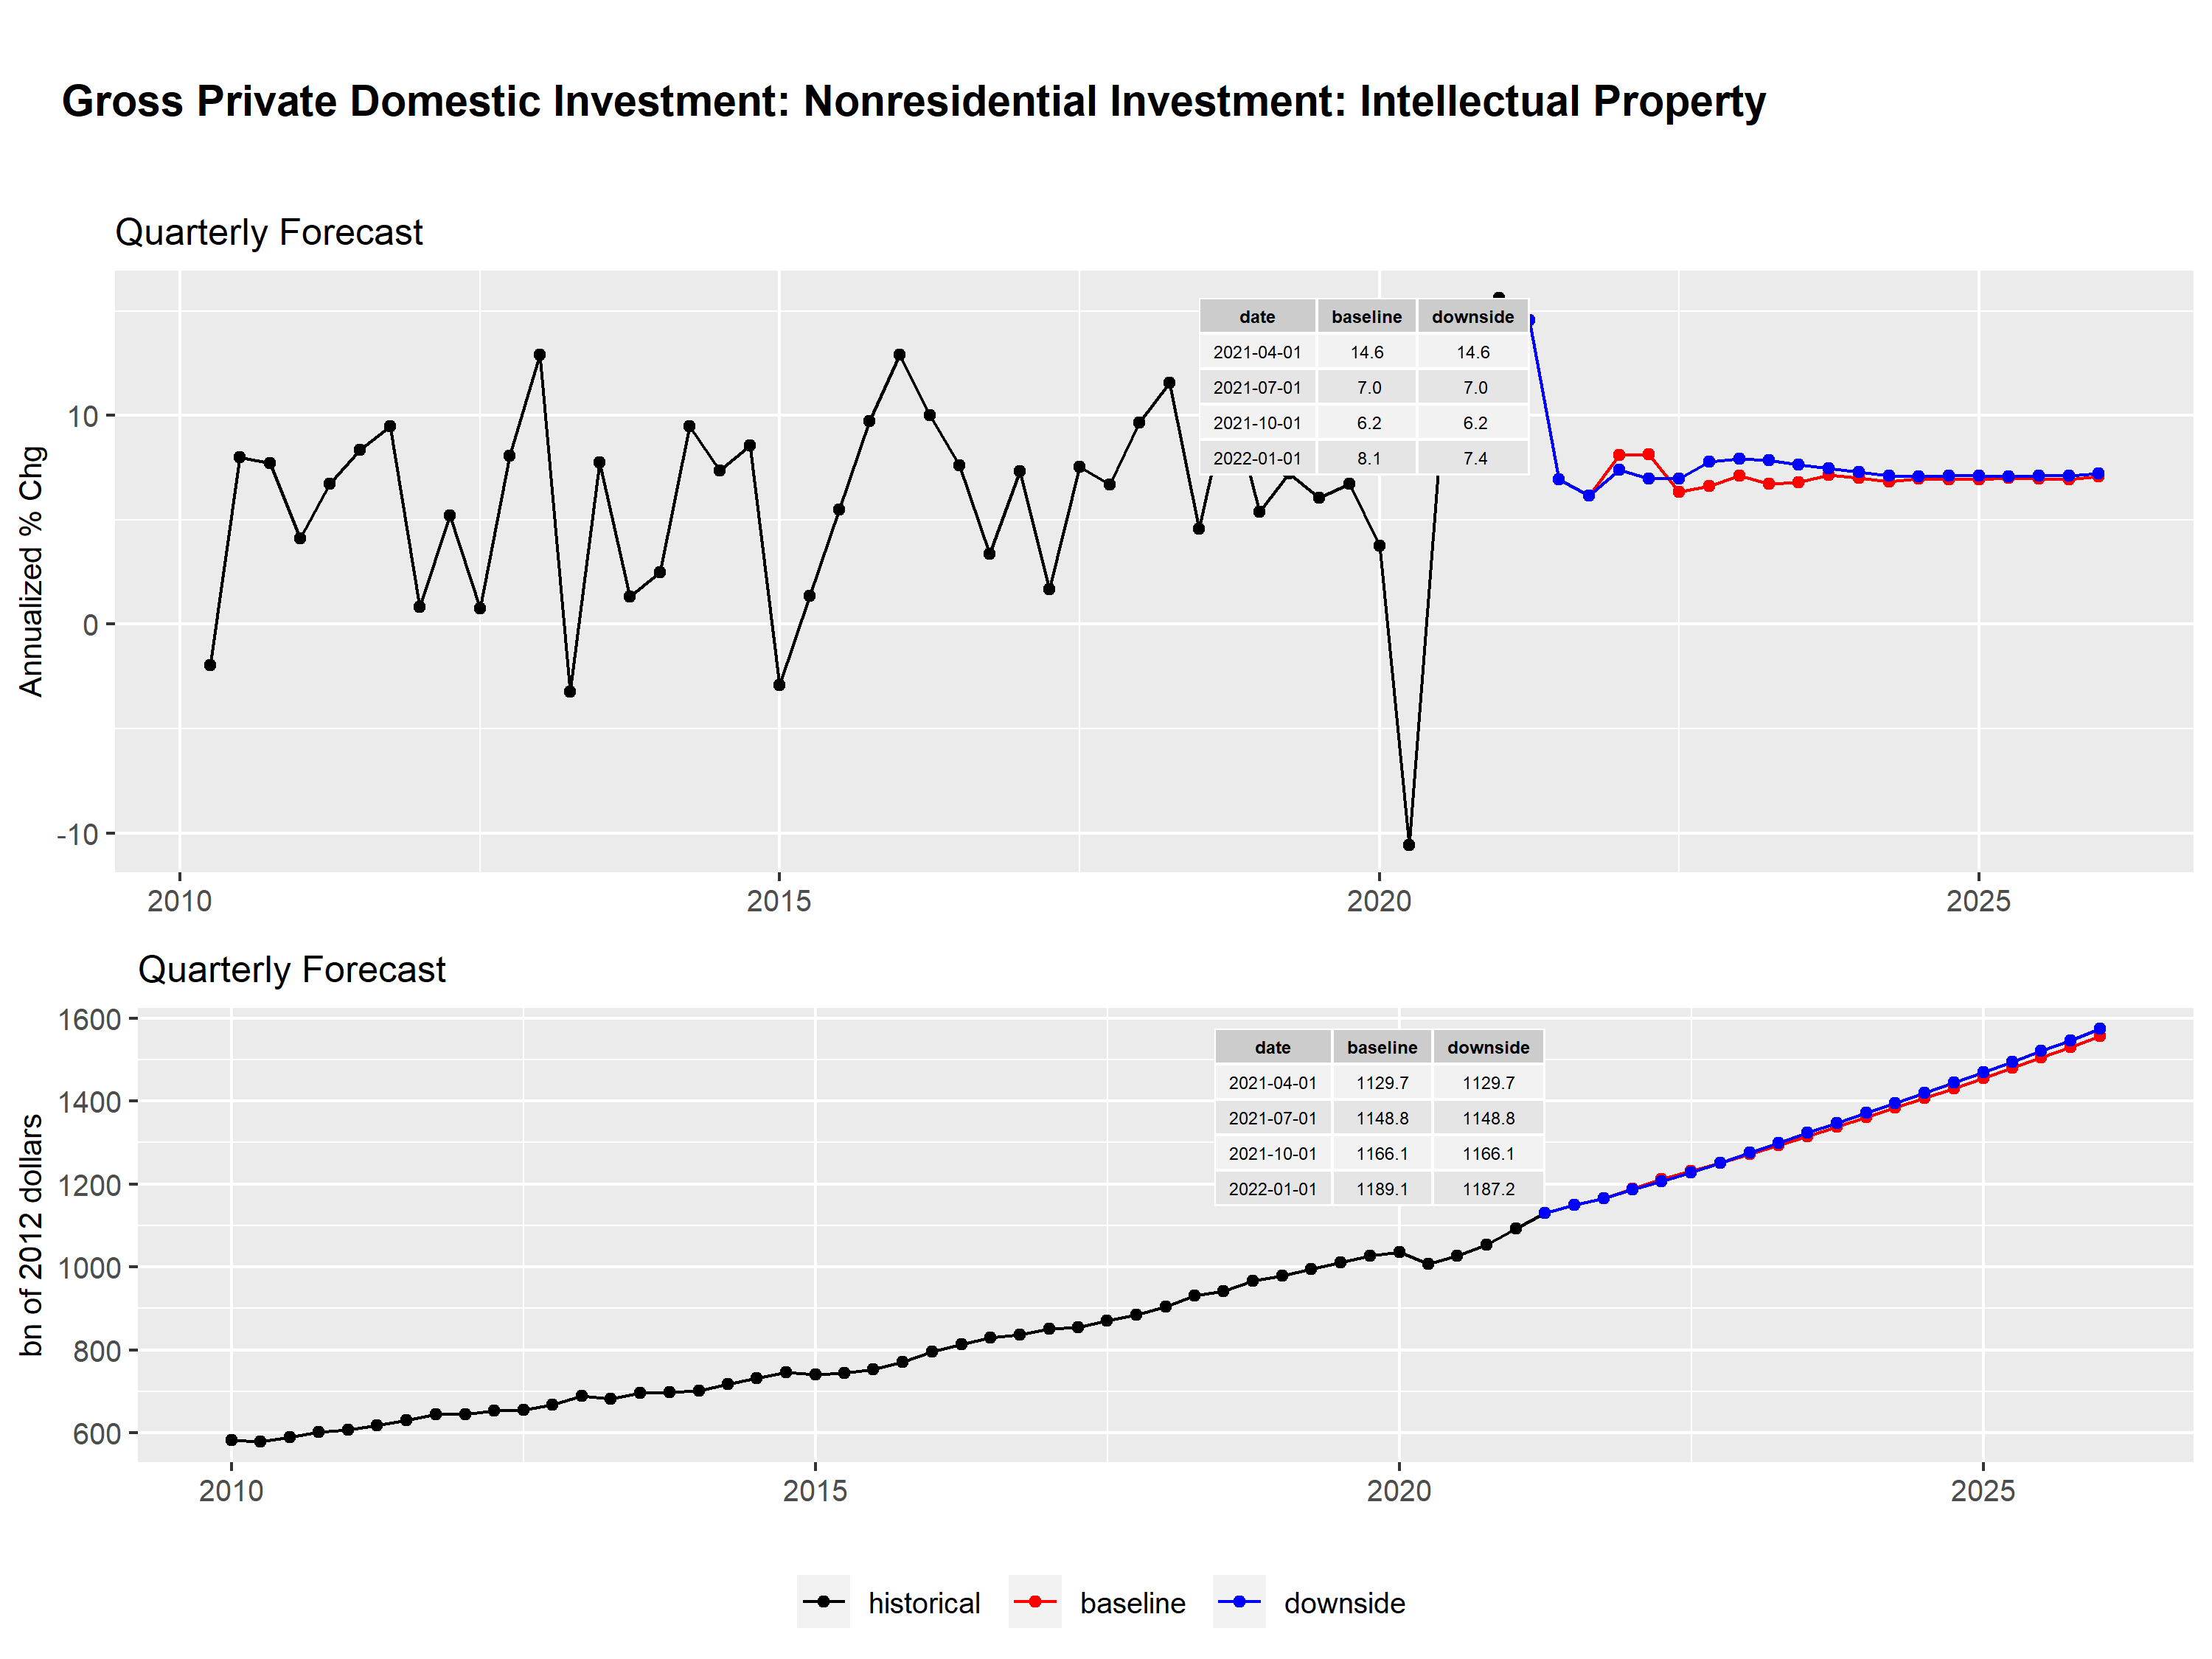 Gross Private Domestic Investment: Nonresidential Investment: Intellectual Property
Quarterly Forecast
Annualized % Chg
10
0
-10
date baseline downside
2021-04-01 14.6 14.6
2021-07-01 7.0 7.0
2021-10-01 6.2 6.2
2022-01-01 8.1 7.4
2010 2015 2020 2025
Quarterly Forecast
bn of 2012 dollars
1600
1400
1200
1000
800
600
date baseline downside
2021-04-01 1129.7 1129.7
2021-07-01 1148.8 1148.8
2021-10-01 1166.1 1166.1
2022-01-01 1189.1 1187.2
2010 2015 2020 2025
historical baseline downside